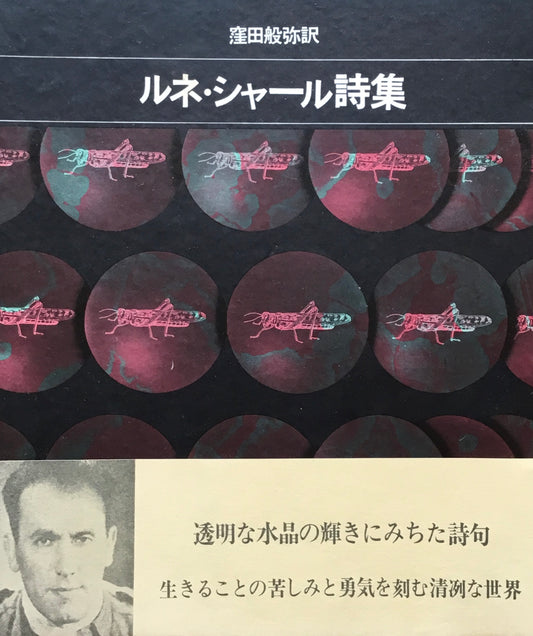 窪田般弥訳
ルネ・シャール詩集
透明な水晶の輝きにみちた詩句
生きることの苦しみと勇気を刻む清冽な世界